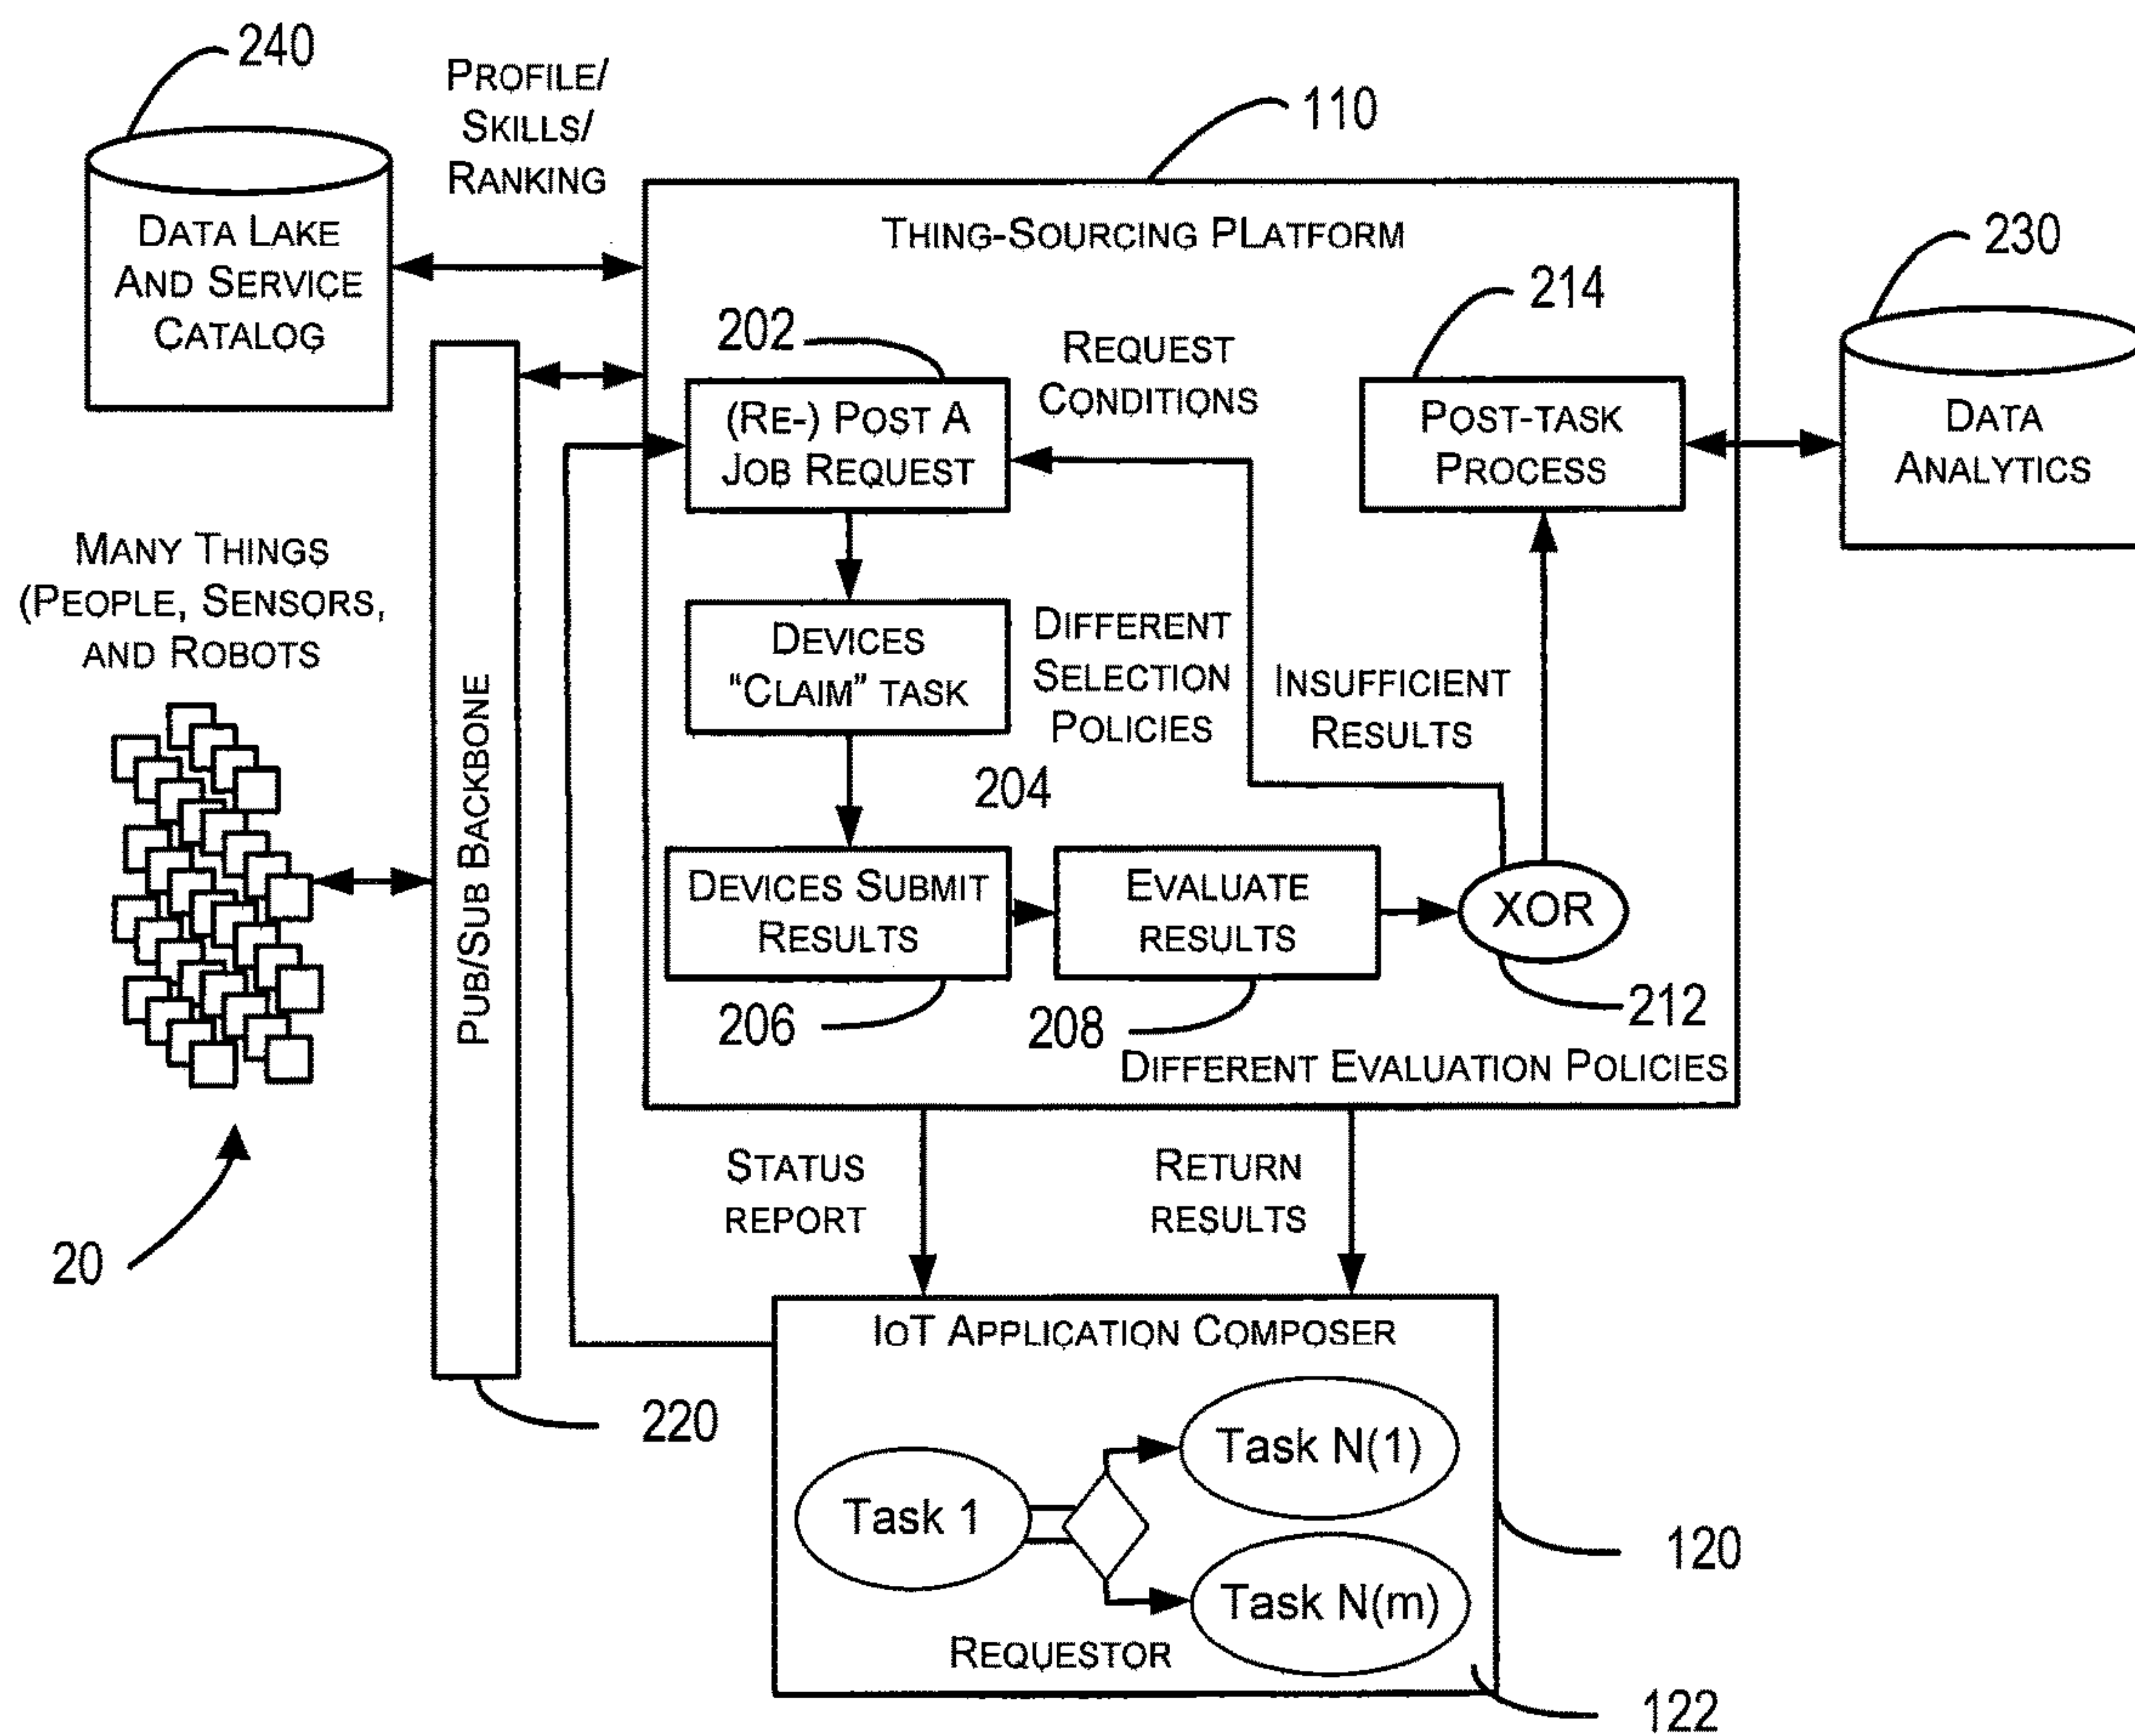 240
PROFILE/
SKILLS/
RANKING
110
DATA LAKE
AND SERVICE
CATALOG
THING-SOURCING PLATFORM
230
202
REQUEST
CONDITIONS
214
(RE-) POST A
JOB REQUEST
POST-TASK
PROCESS
DATA
ANALYTICS
MANY THINGS
(PEOPLE, SENSORS,
AND ROBOTS
PUB/SUB BACKBONE
DEVICES
"CLAIM" TASK
DIFFERENT
SELECTION
POLICIES
INSUFFICIENT
RESULTS
204
DEVICES SUBMIT
RESULTS
EVALUATE
RESULTS
XOR
206
208
212
DIFFERENT EVALUATION POLICIES
STATUS
REPORT
RETURN
RESULTS
20
IOT APPLICATION COMPOSER
220
Task 1
Task N(1)
Task N(m)
120
REQUESTOR
122